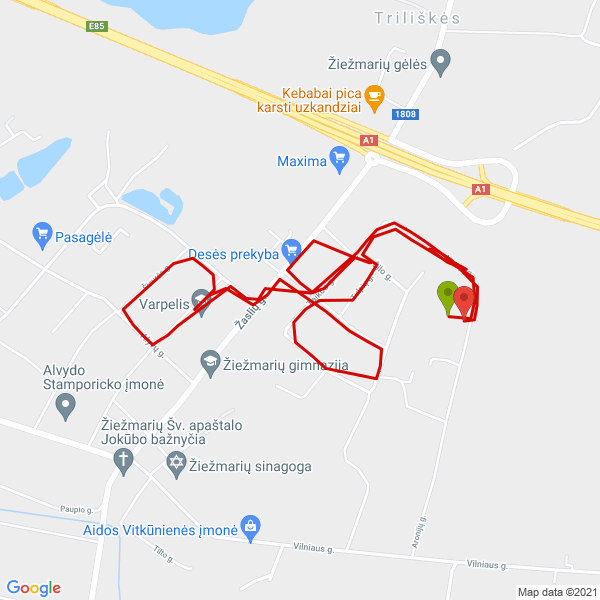 Triliškės
E85
Žiežmarių gėlės
Kebabai pica
karsti uzkandziai
1808
A1
Maxima
A1
Pasagėlė
Desės prekyba
Varpelis
Žaslių g.
Žiežmarių gimnazija
Alvydo
Stamporicko įmonė
Žiežmarių Šv. apaštalo
Jokūbo bažnyčia
Žiežmarių sinagoga
Paupio g.
Aidos Vitkūnienės įmonė
Tilto g.
Vilniaus g.
Aronijų g.
Vilniaus g.
Google
Map data ©2021